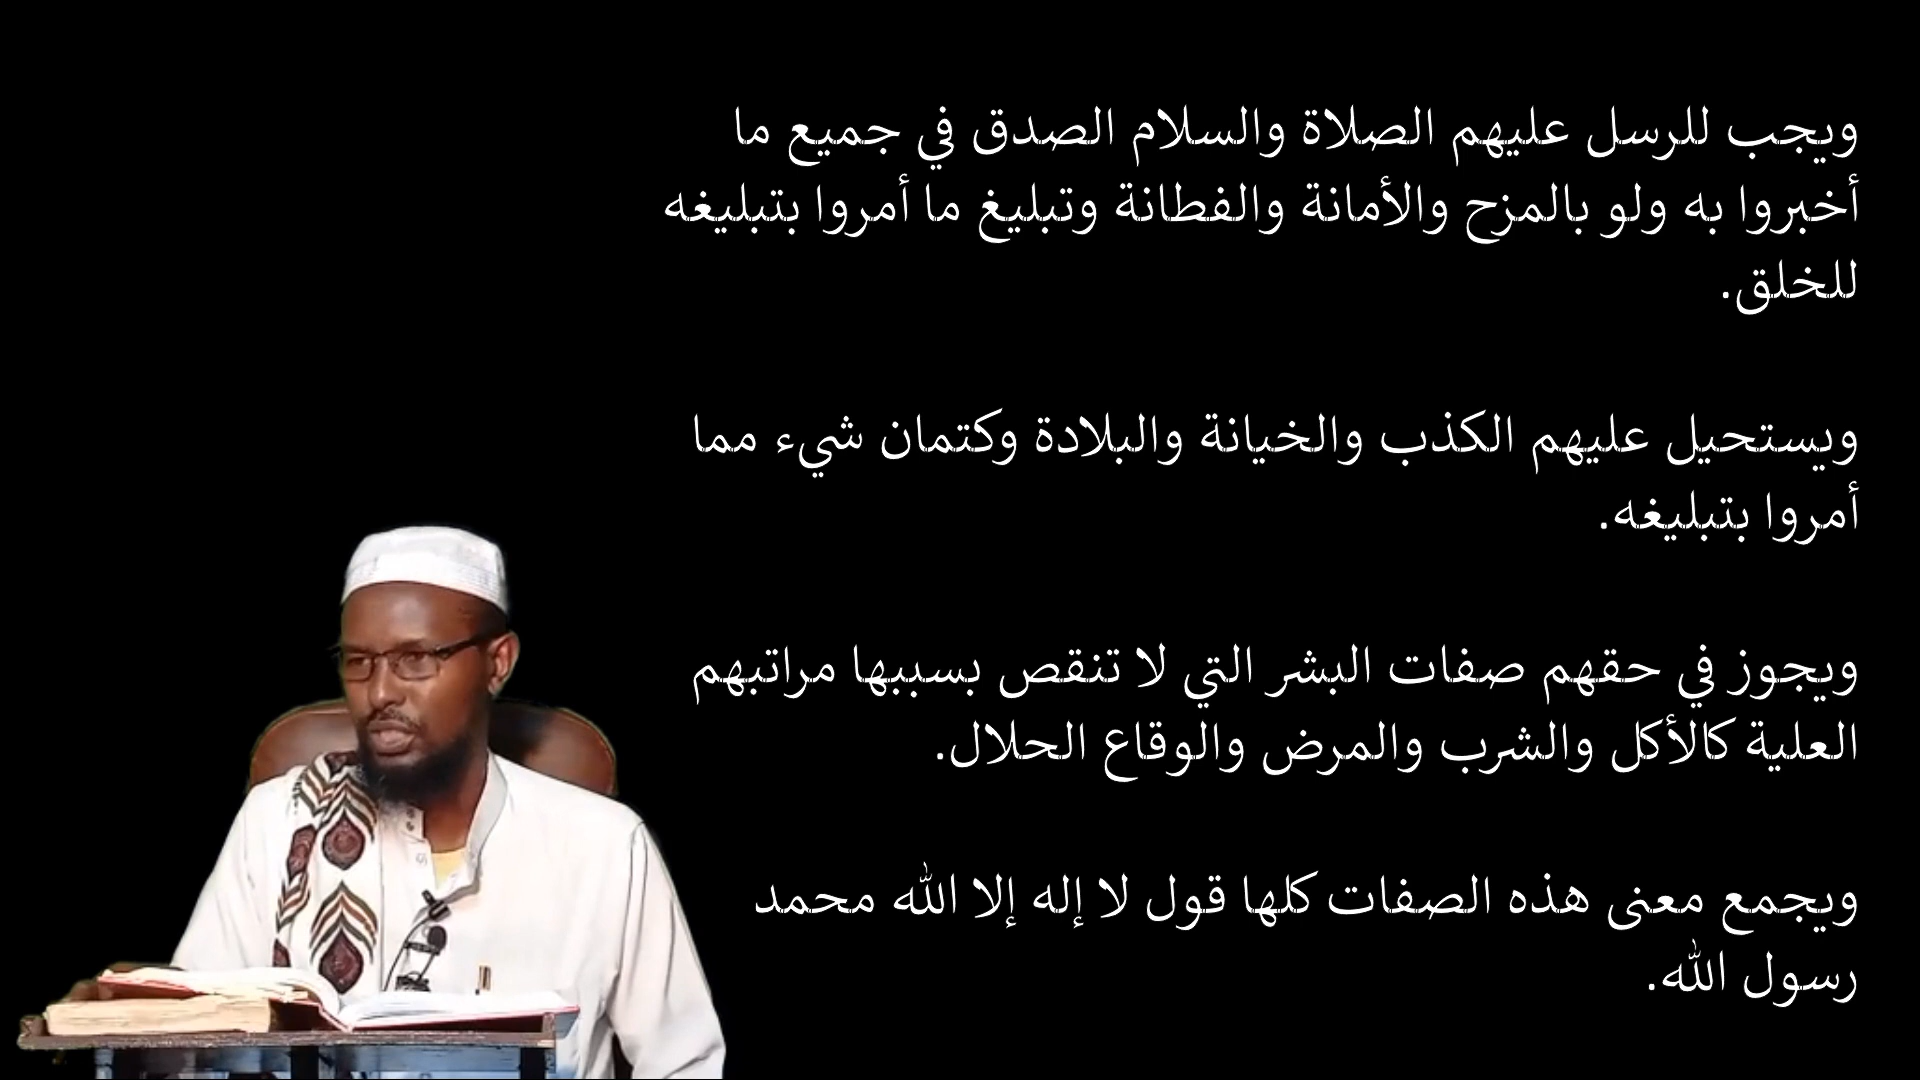 ويجب للرسل عليهم الصلاة والسلام الصدق في جميع ما
أخبروا به ولو بالمزح والأمانة والفطانة وتبليغ ما أمروا بتبليغه
للخلق.
ويستحيل عليهم الكذب والخيانة والبلادة وكتمان شيء مما
أمروا بتبليغه.
ويجوز في حقهم صفات البشر التي لا تنقص بسببها مراتبهم
العلية كالأكل والشرب والمرض والوقاع الحلال.
ويجمع معنى هذه الصفات كلها قول لا إله إلا الله محمد
رسول الله.